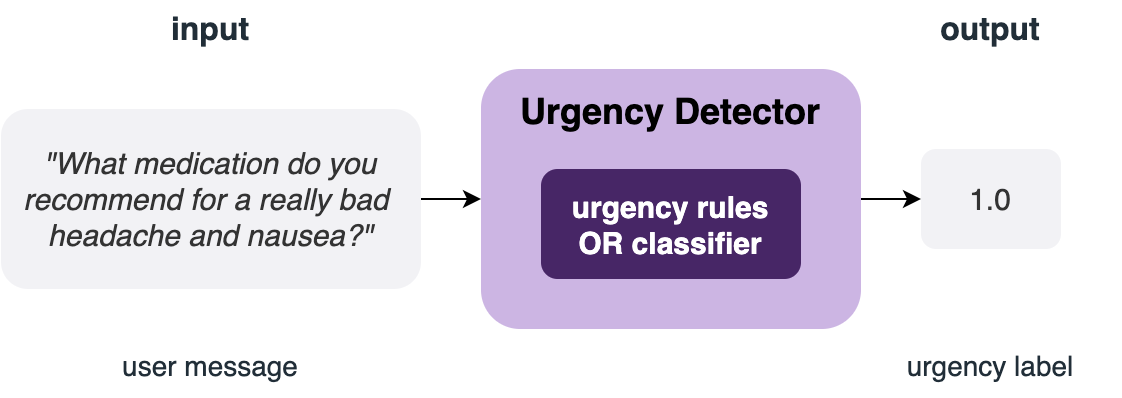 input
output
Urgency Detector
"What medication do you
recommend for a really bad
headache and nausea?"
urgency rules
OR classifier
1.0
user message
urgency label